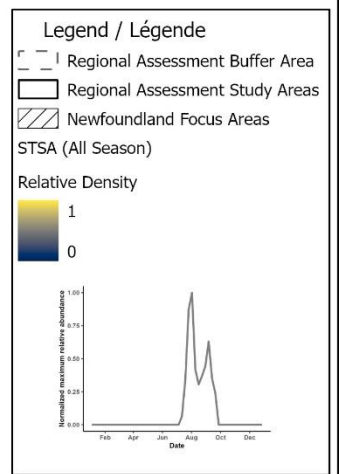 Legend / Légende
Regional Assessment Buffer Area
Regional Assessment Study Areas
Newfoundland Focus Areas
STSA (All Season)
Relative Density
1
0
Normalized maximum relative abundance
1.00
0.75
0.50
0.25
0.00
Feb Apr Jun Aug Oct Dec
Date